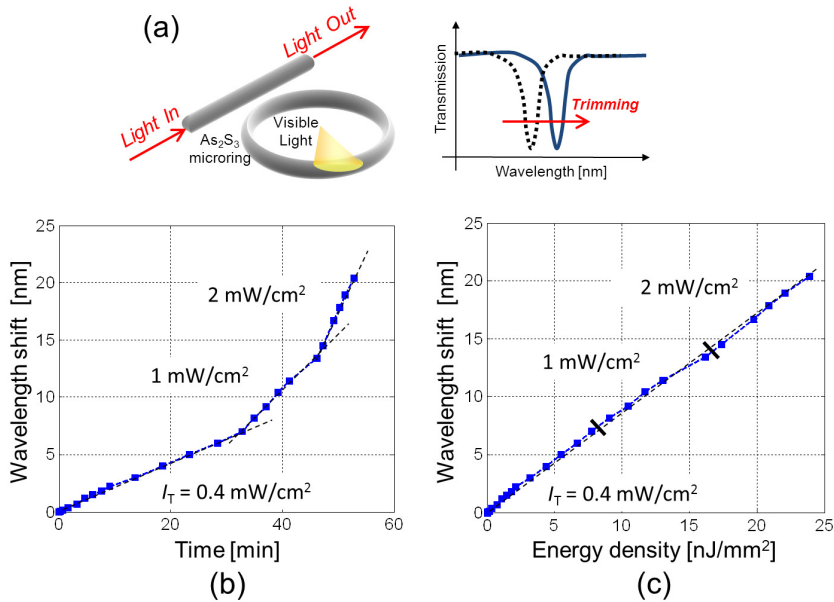 (a)
Light In
Light Out
As₂S₃
microring
Visible
Light
Transmission
Trimming
Wavelength [nm]
25
20
15
10
5
0
0
20
40
60
Wavelength shift [nm]
Time [min]
2 mW/cm²
1 mW/cm²
I_T = 0.4 mW/cm²
(b)
25
20
15
10
5
0
0
5
10
15
20
25
Wavelength shift [nm]
Energy density [nJ/mm²]
2 mW/cm²
1 mW/cm²
I_T = 0.4 mW/cm²
(c)